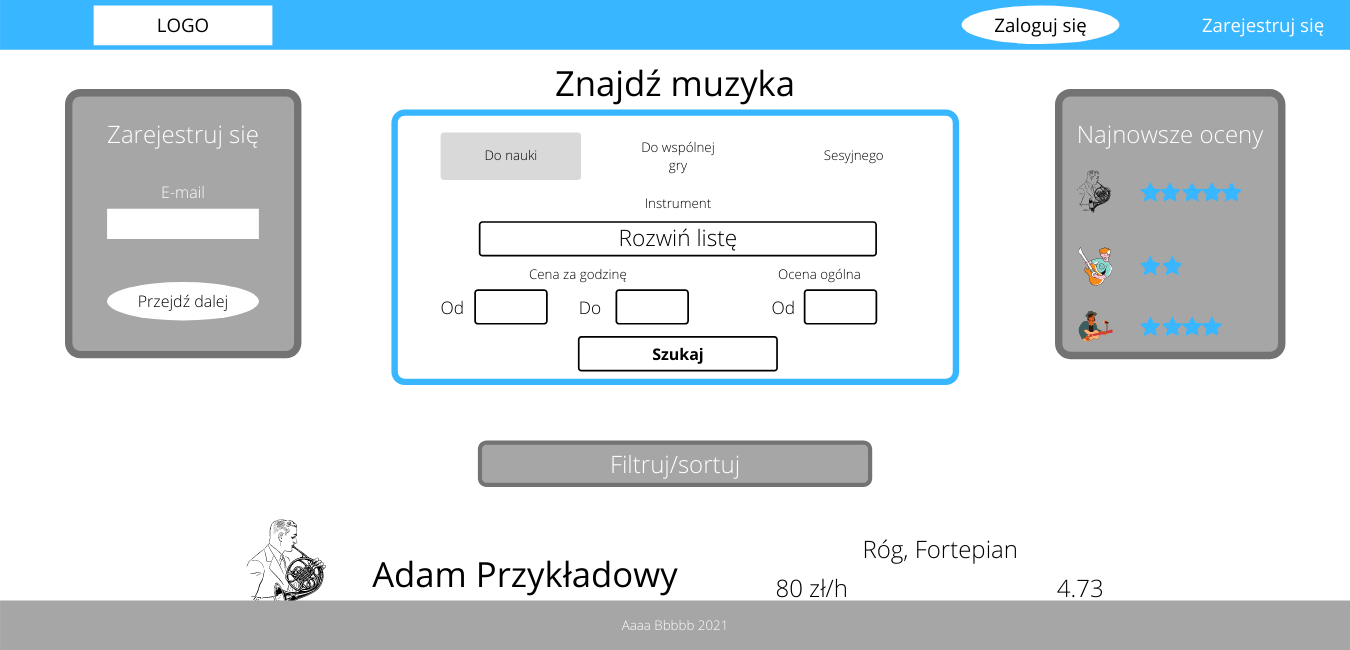 LOGO
Zaloguj się
Zarejestruj się
Znajdź muzyka
Zarejestruj się
E-mail
Przejdź dalej
Do nauki
Do wspólnej
gry
Sesyjnego
Instrument
Rozwiń listę
Cena za godzinę
Ocena ogólna
Od
Do
Od
Szukaj
Najnowsze oceny
Filtruj/sortuj
Adam Przykładowy
Róg, Fortepian
80 zł/h
4.73
Aaaa Bbbbb 2021